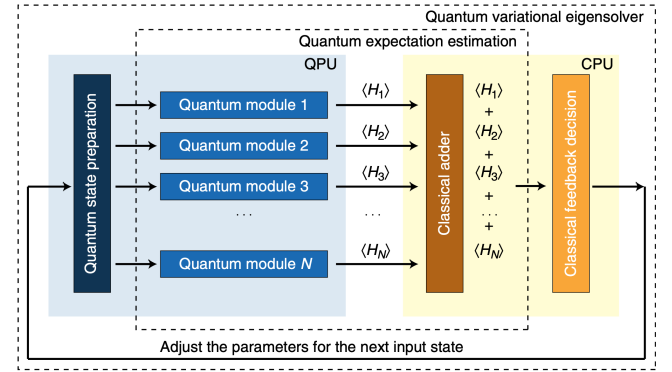 Quantum variational eigensolver
Quantum expectation estimation
QPU
CPU
Quantum state preparation
Quantum module 1
Quantum module 2
Quantum module 3
...
Quantum module N
⟨H₁⟩
⟨H₂⟩
⟨H₃⟩
...
⟨H_N⟩
Classical adder
⟨H₁⟩
+
⟨H₂⟩
+
⟨H₃⟩
+
...
+
⟨H_N⟩
Classical feedback decision
Adjust the parameters for the next input state